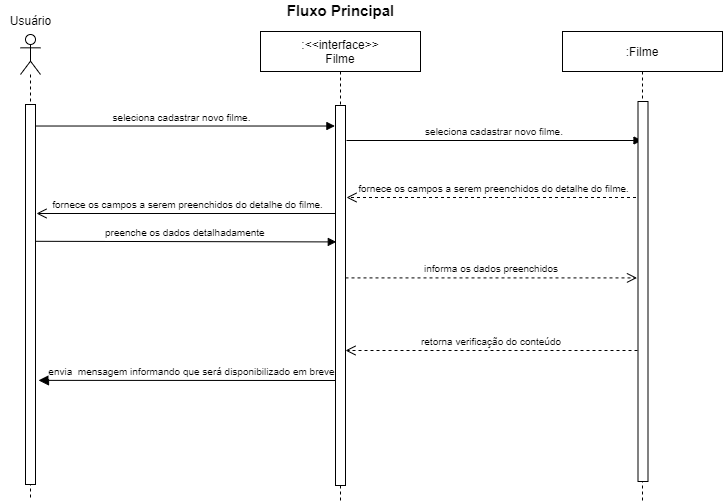 Fluxo Principal
Usuário
:<<interface>>
Filme
:Filme
seleciona cadastrar novo filme.
seleciona cadastrar novo filme.
fornece os campos a serem preenchidos do detalhe do filme.
fornece os campos a serem preenchidos do detalhe do filme.
preenche os dados detalhadamente
informa os dados preenchidos
retorna verificação do conteúdo
envia  mensagem informando que será disponibilizado em breve